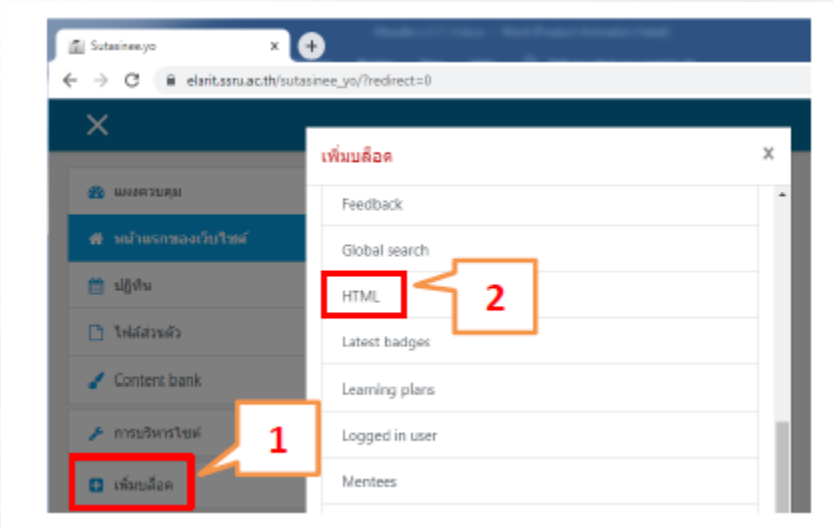 Sutasinee.yo
elarit.ssru.ac.th/sutasinee_yo/?redirect=0
เพิ่มบล็อค
แผงควบคุม
หน้าแรกของเว็บไซต์
ปฏิทิน
ไฟล์ส่วนตัว
Content bank
การบริหารไซต์
เพิ่มบล็อค
Feedback
Global search
HTML
Latest badges
Learning plans
Logged in user
Mentees
1
2